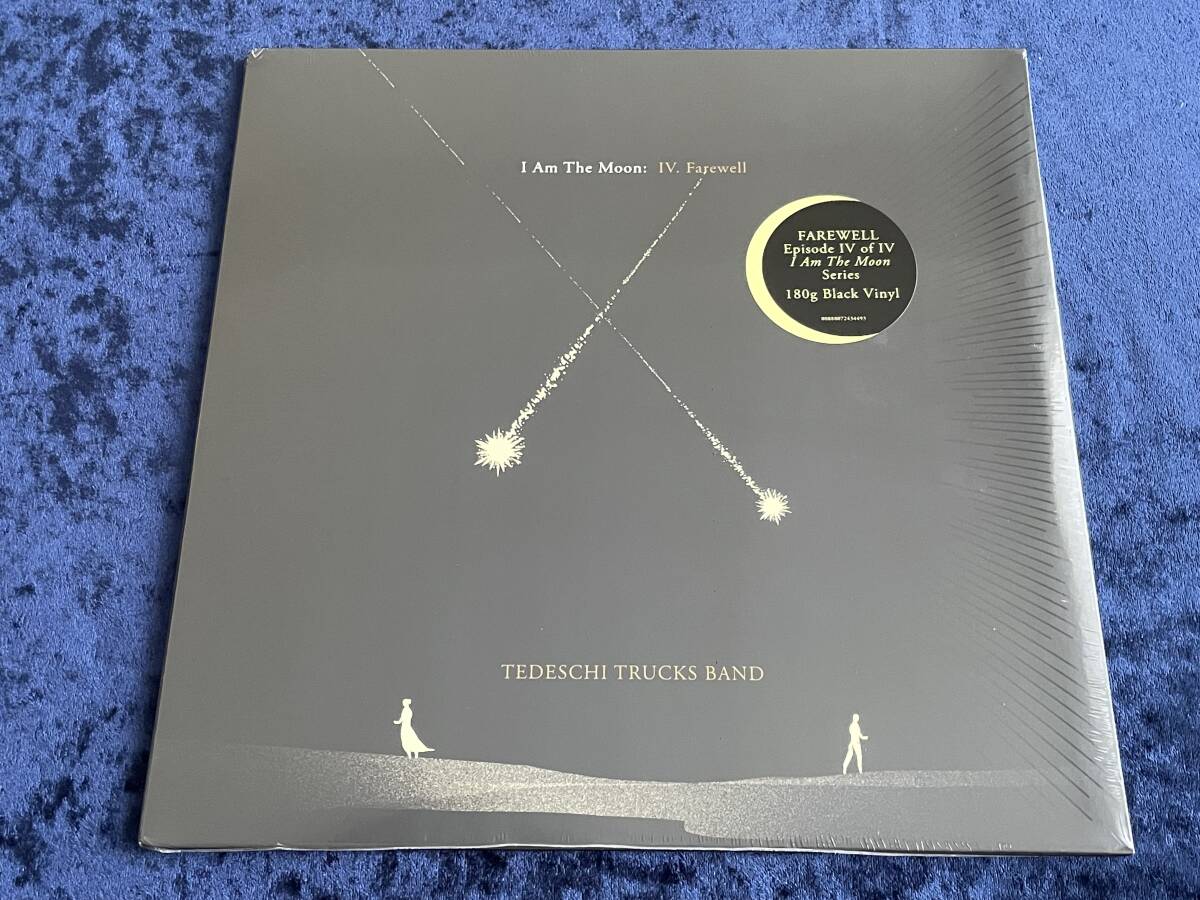 I Am The Moon: IV. Farewell
FAREWELL
Episode IV of IV
I Am The Moon
Series
180g Black Vinyl
TEDESCHI TRUCKS BAND